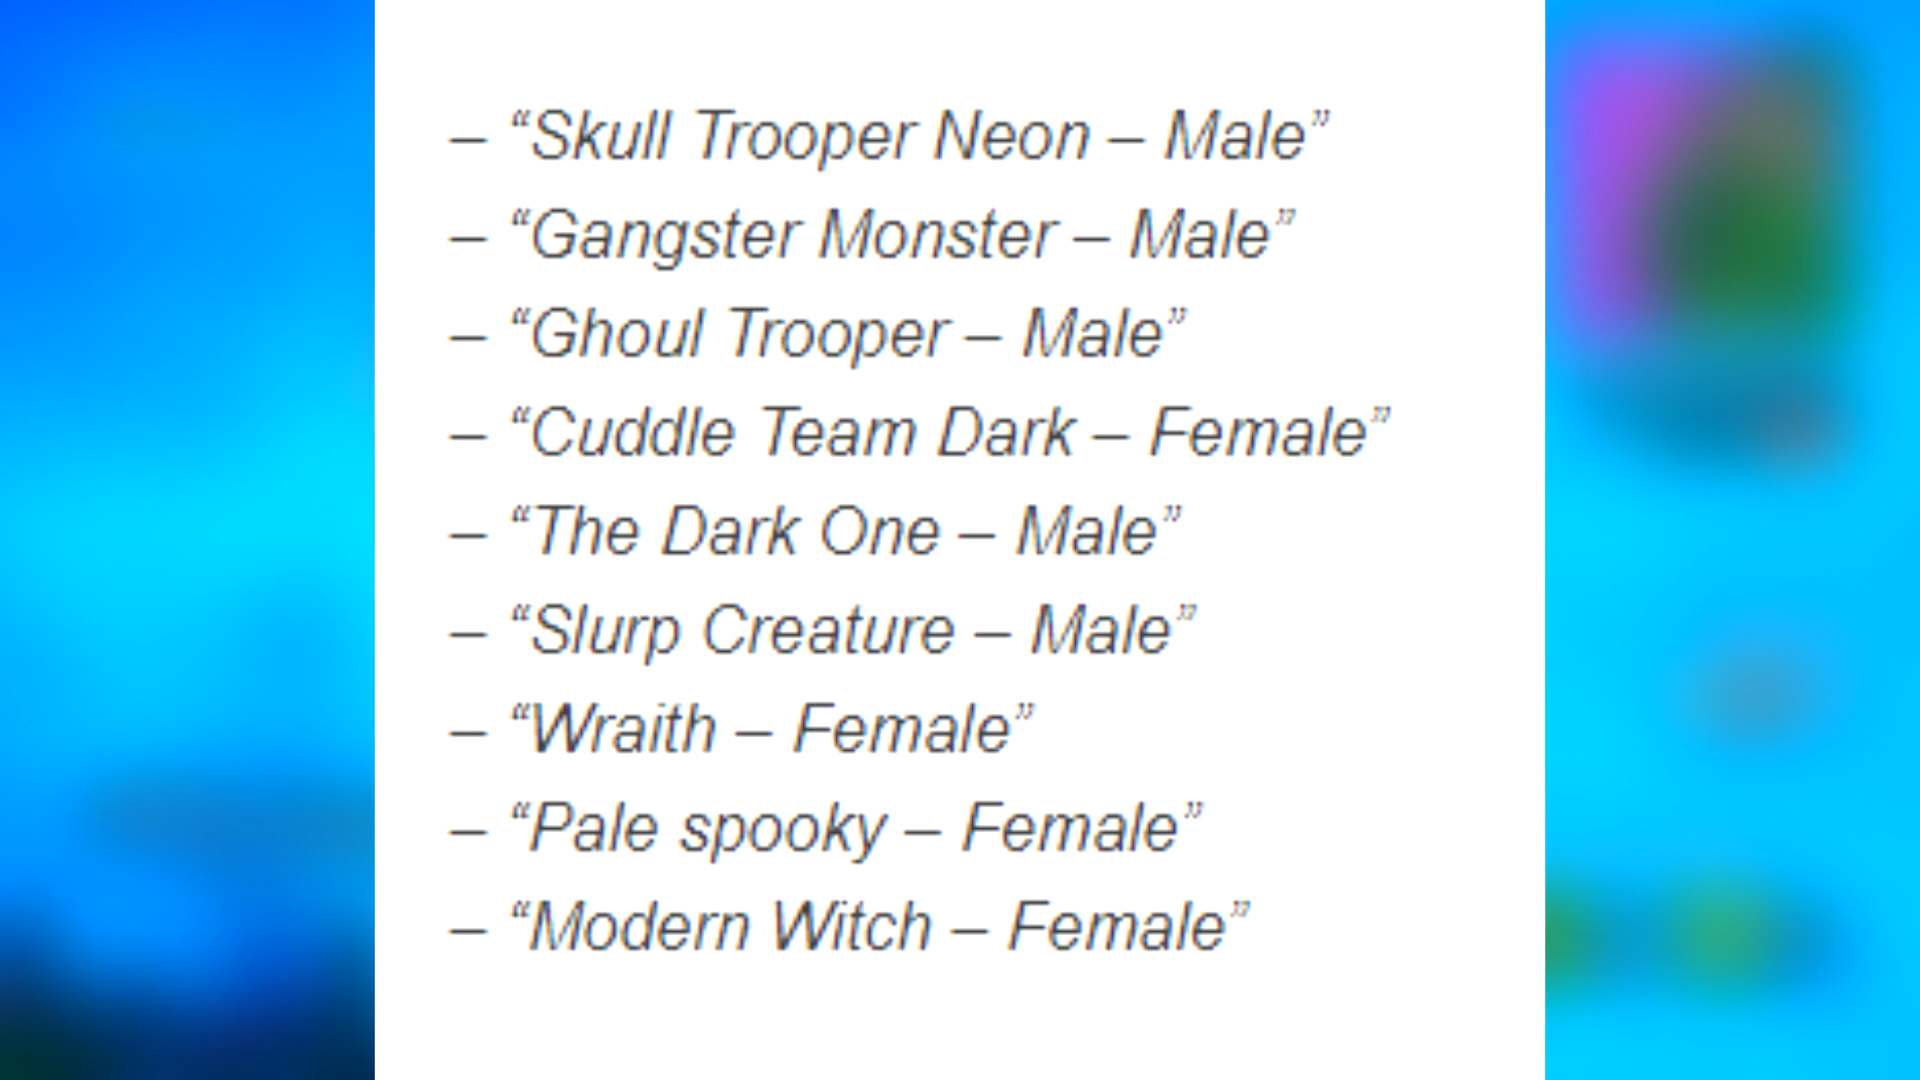 – “Skull Trooper Neon – Male”
– “Gangster Monster – Male”
– “Ghoul Trooper – Male”
– “Cuddle Team Dark – Female”
– “The Dark One – Male”
– “Slurp Creature – Male”
– “Wraith – Female”
– “Pale spooky – Female”
– “Modern Witch – Female”